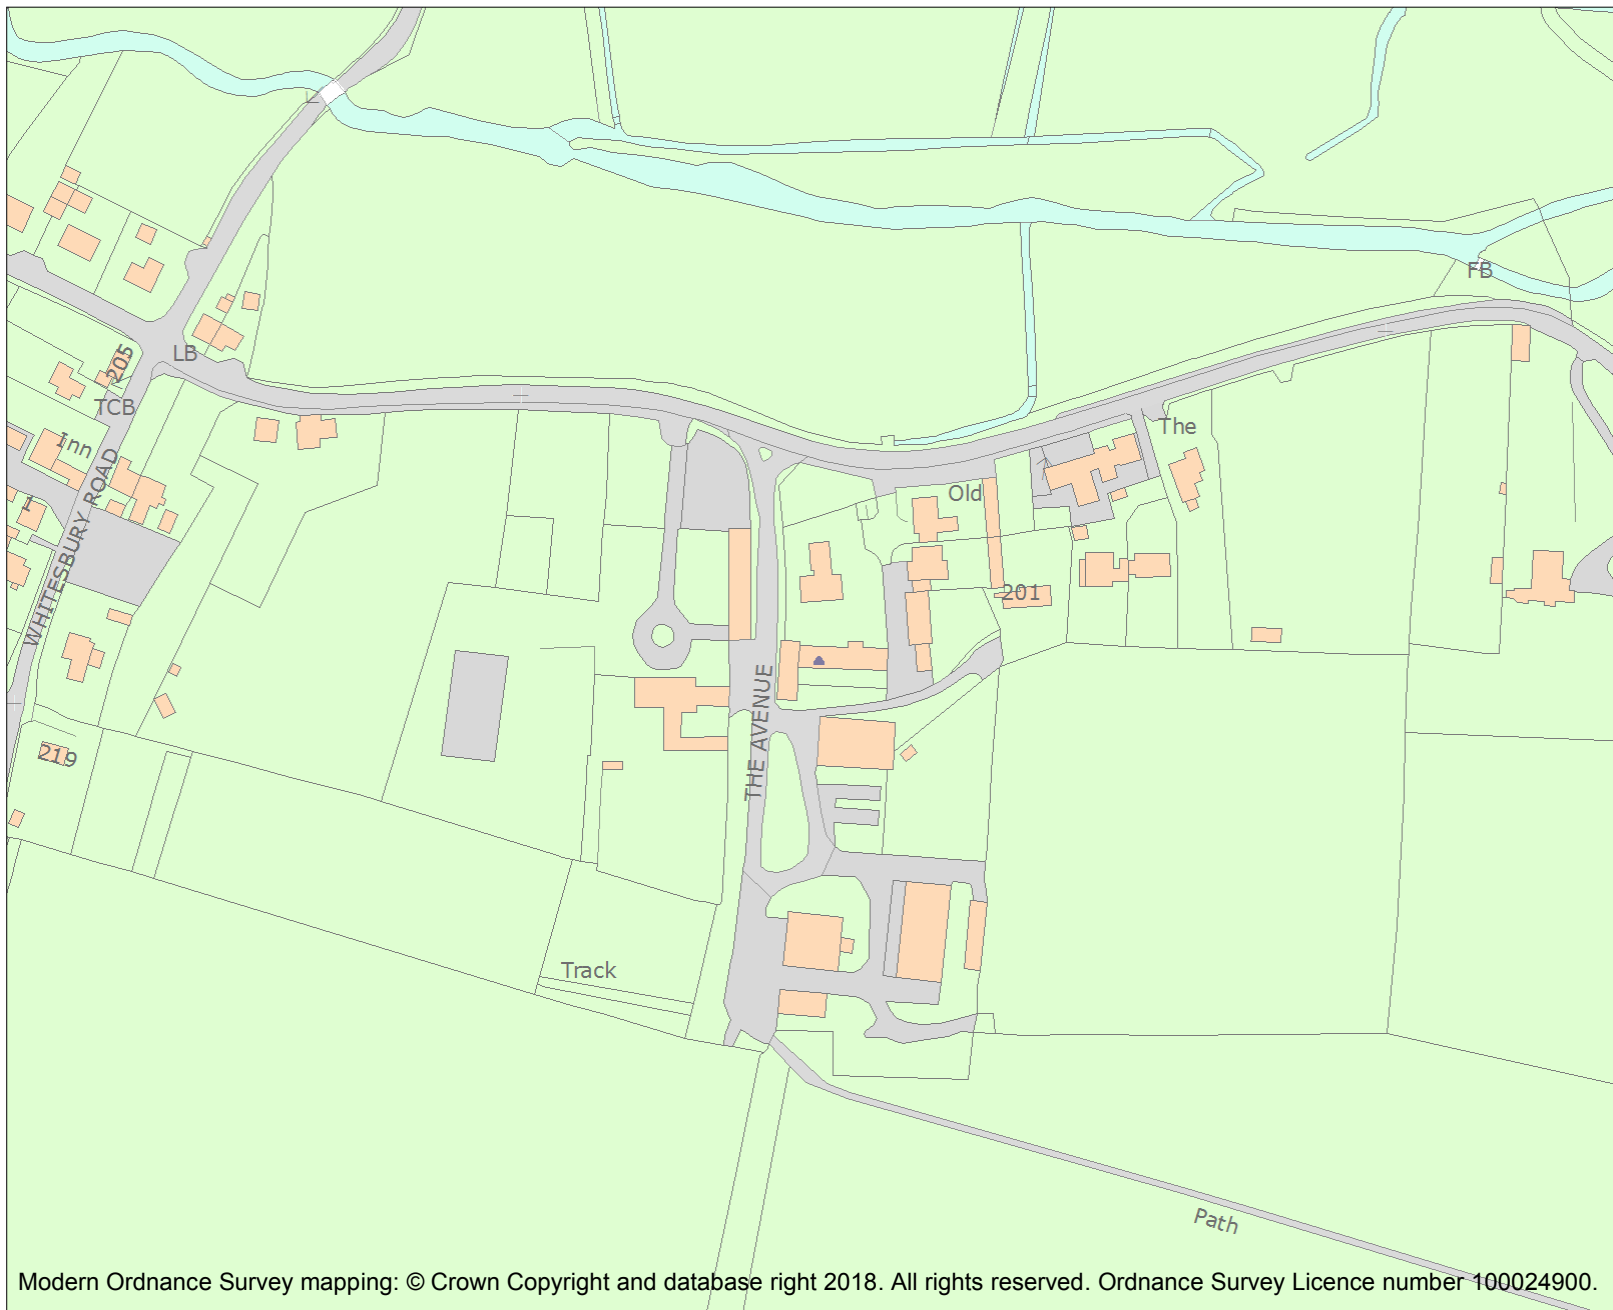 FB
205
LB
TCB
The
Inn
1
WHITESBURY ROAD
Old
201
THE AVENUE
219
Track
Path
Modern Ordnance Survey mapping: © Crown Copyright and database right 2018. All rights reserved. Ordnance Survey Licence number 100024900.